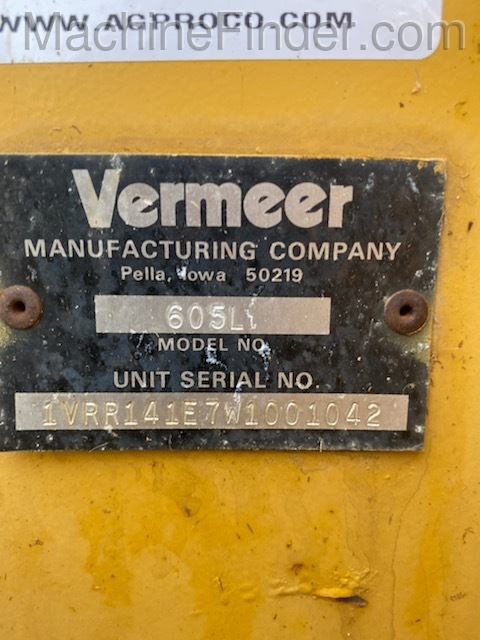 WWW.AGPROCO.COM
MachineFinder.com
Vermeer
MANUFACTURING COMPANY
Pella, Iowa 50219
605L
MODEL NO.
UNIT SERIAL NO.
1VRR141E7W1001042